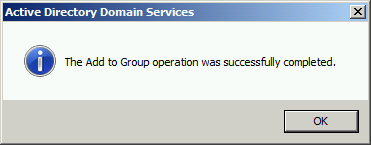 Active Directory Domain Services
The Add to Group operation was successfully completed.
OK